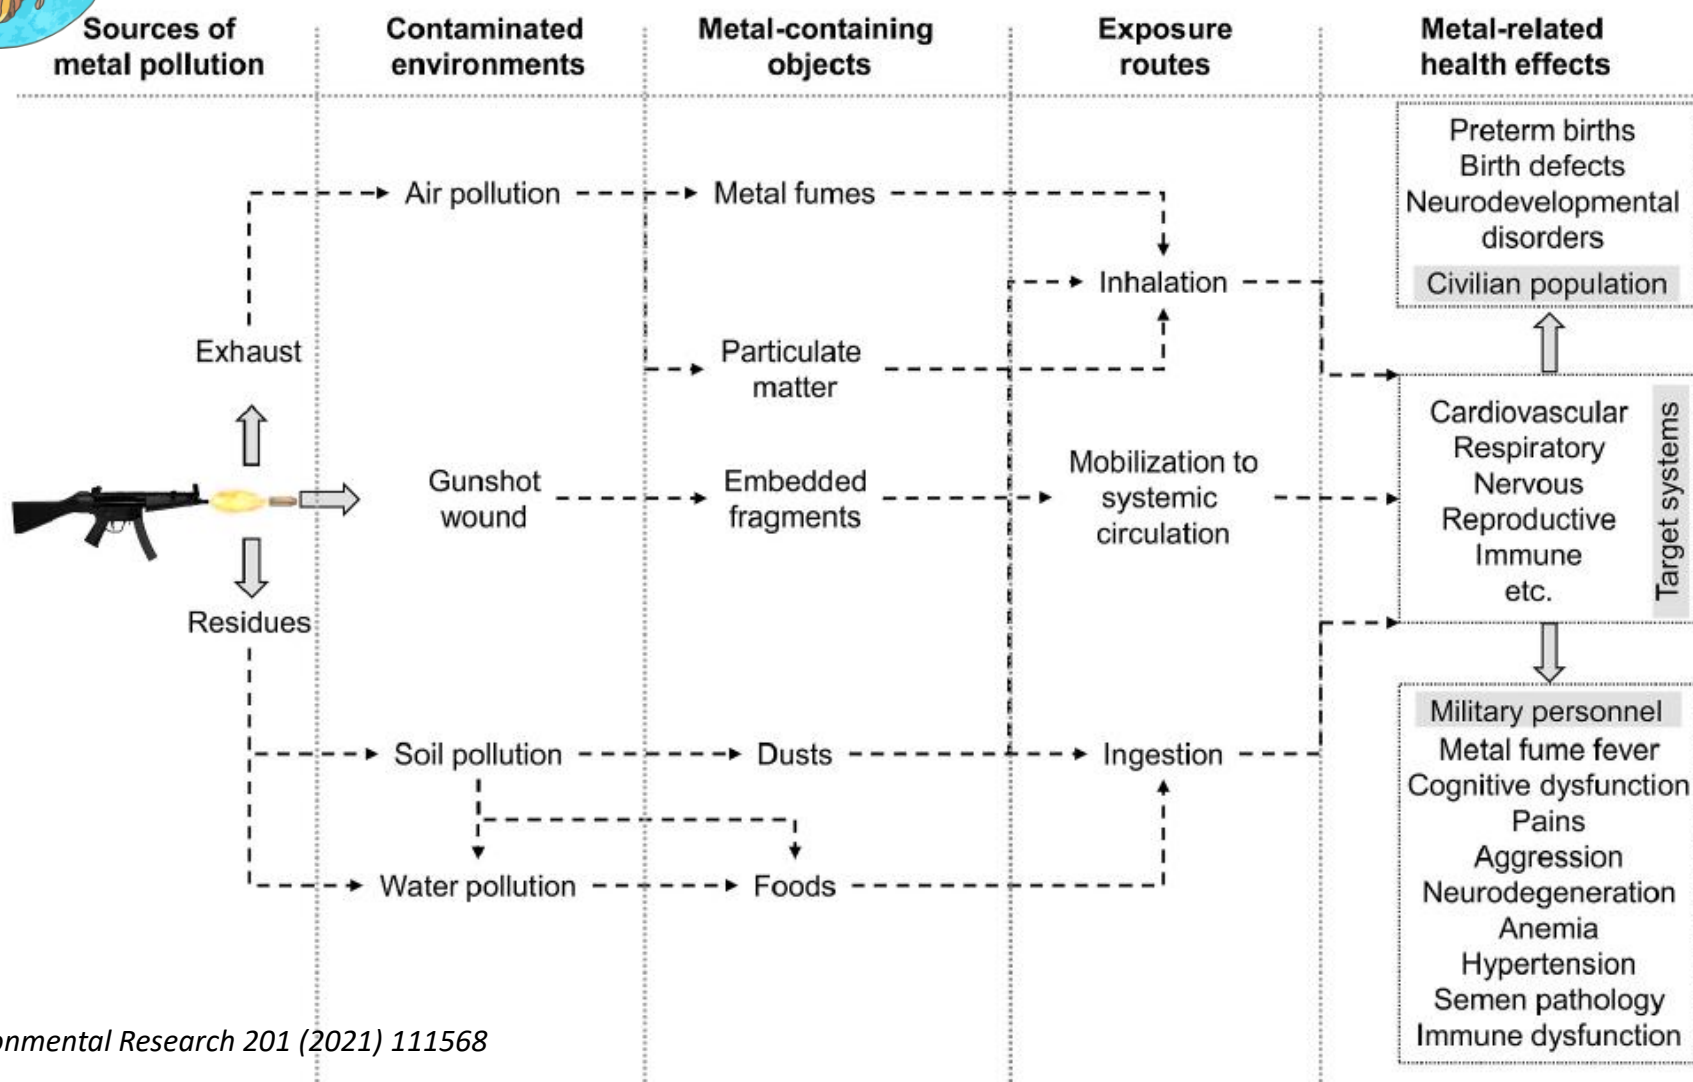 Sources of
metal pollution
Contaminated
environments
Metal-containing
objects
Exposure
routes
Metal-related
health effects
Preterm births
Birth defects
Neurodevelopmental
disorders
Civilian population
Air pollution
Metal fumes
Inhalation
Exhaust
Particulate
matter
Gunshot
wound
Embedded
fragments
Mobilization to
systemic
circulation
Cardiovascular
Respiratory
Nervous
Reproductive
Immune
etc.
Target systems
Residues
Soil pollution
Dusts
Ingestion
Water pollution
Foods
Military personnel
Metal fume fever
Cognitive dysfunction
Pains
Aggression
Neurodegeneration
Anemia
Hypertension
Semen pathology
Immune dysfunction
onmental Research 201 (2021) 111568